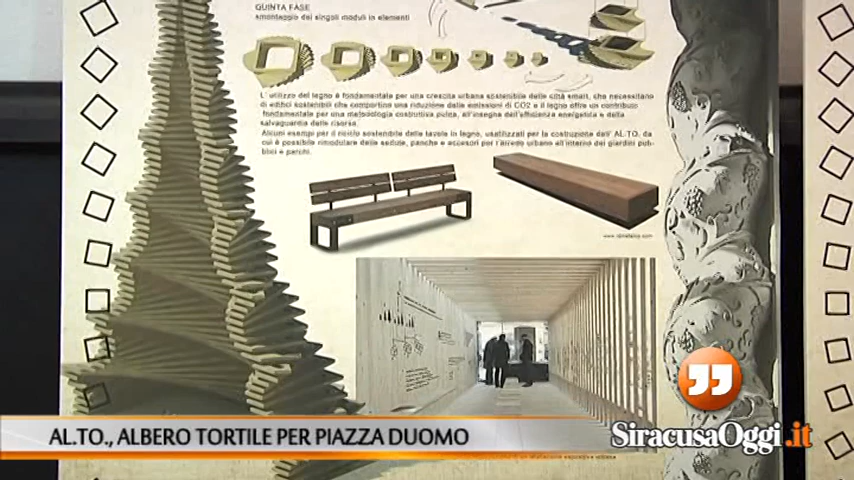 QUINTA FASE
smontaggio dei singoli moduli in elementi
L' utilizzo del legno è fondamentale per una crescita urbana sostenibile delle città smart, che necessitano
di edifici sostenibili che comportino una riduzione delle emissioni di CO2 e il legno offre un contributo
fondamentale per una metodologia costruttiva pulita, all'insegna dell'efficienza energetica e della
salvaguardia delle risorse.
Alcuni esempi per il riciclo sostenibile delle tavole in legno, usatilizzati per la costruzione dell' AL.TO, da
cui è possibile rimodulare delle sedute, panche e accesori per l'arredo urbano all'interno dei giardini pub-
blici e parchi.
AL.TO., ALBERO TORTILE PER PIAZZA DUOMO
SiracusaOggi.it